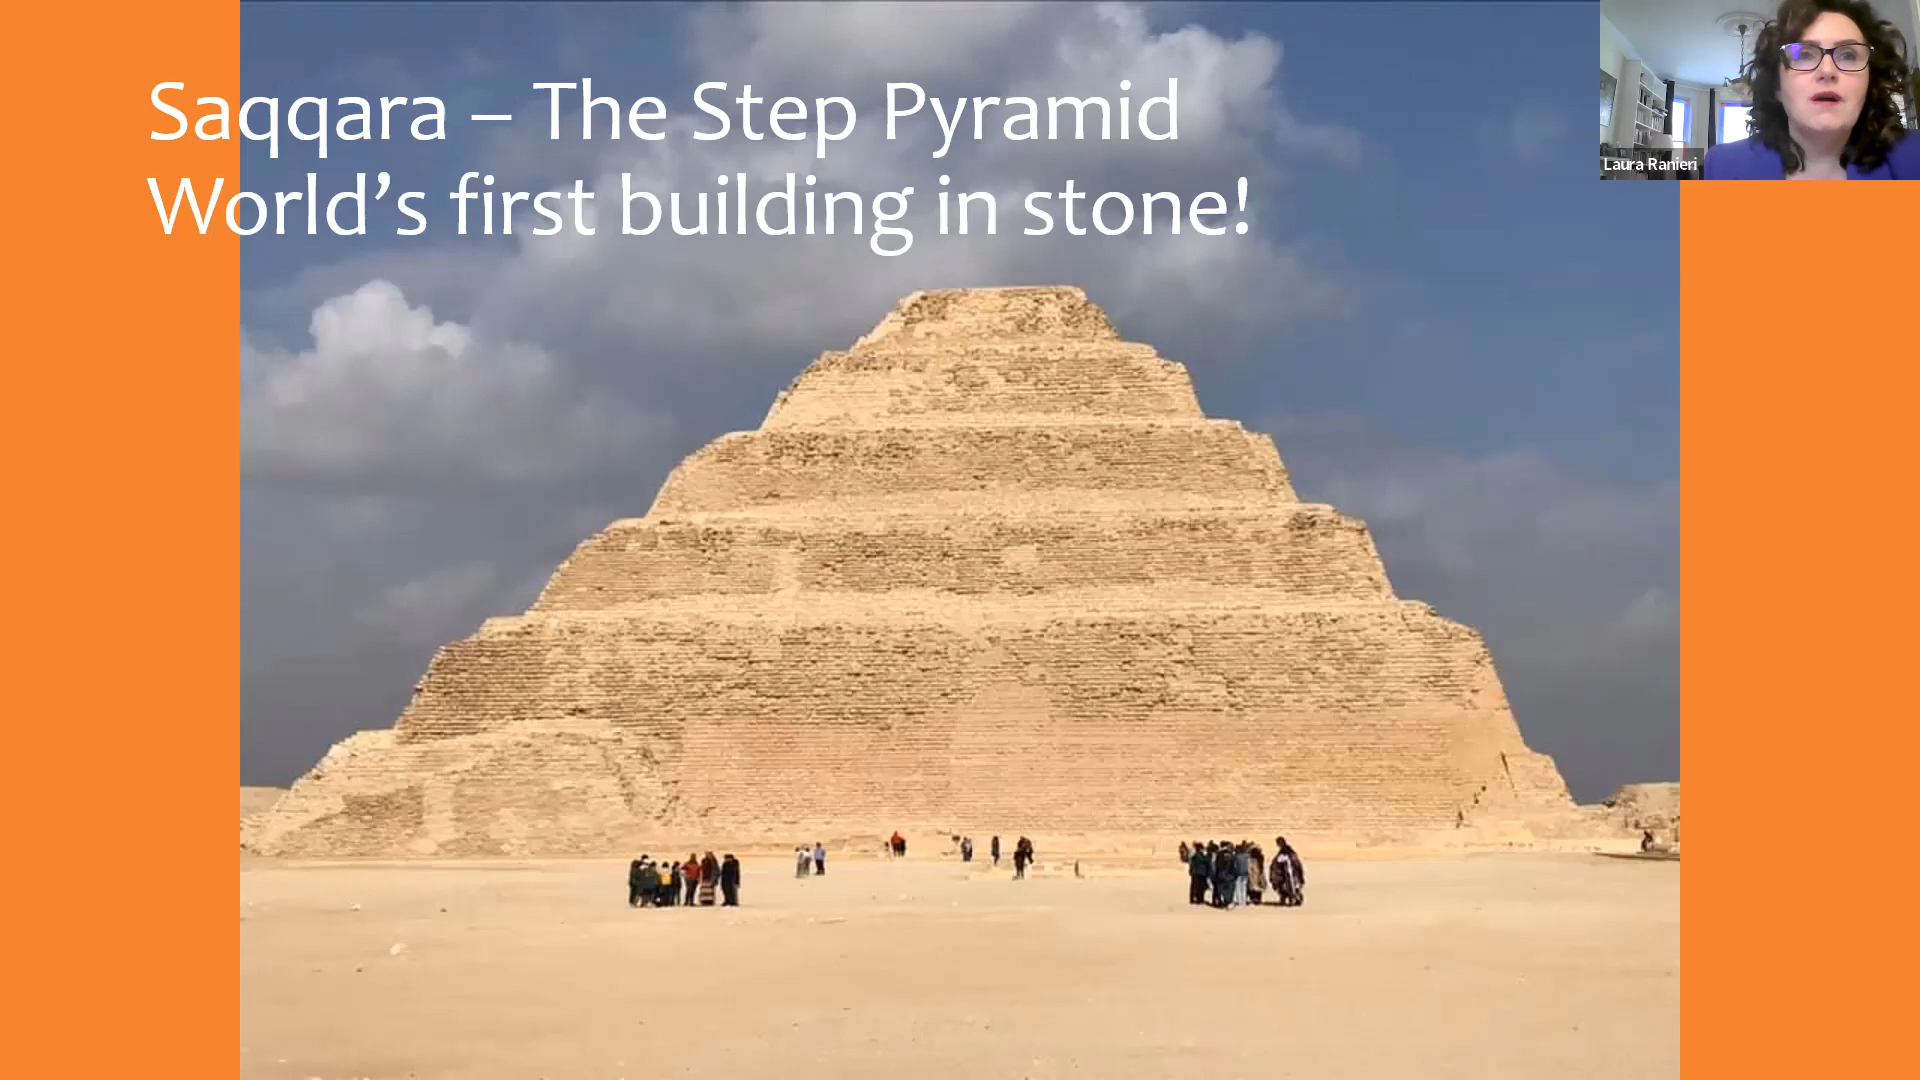 Saqqara – The Step Pyramid
World’s first building in stone!
Laura Ranieri